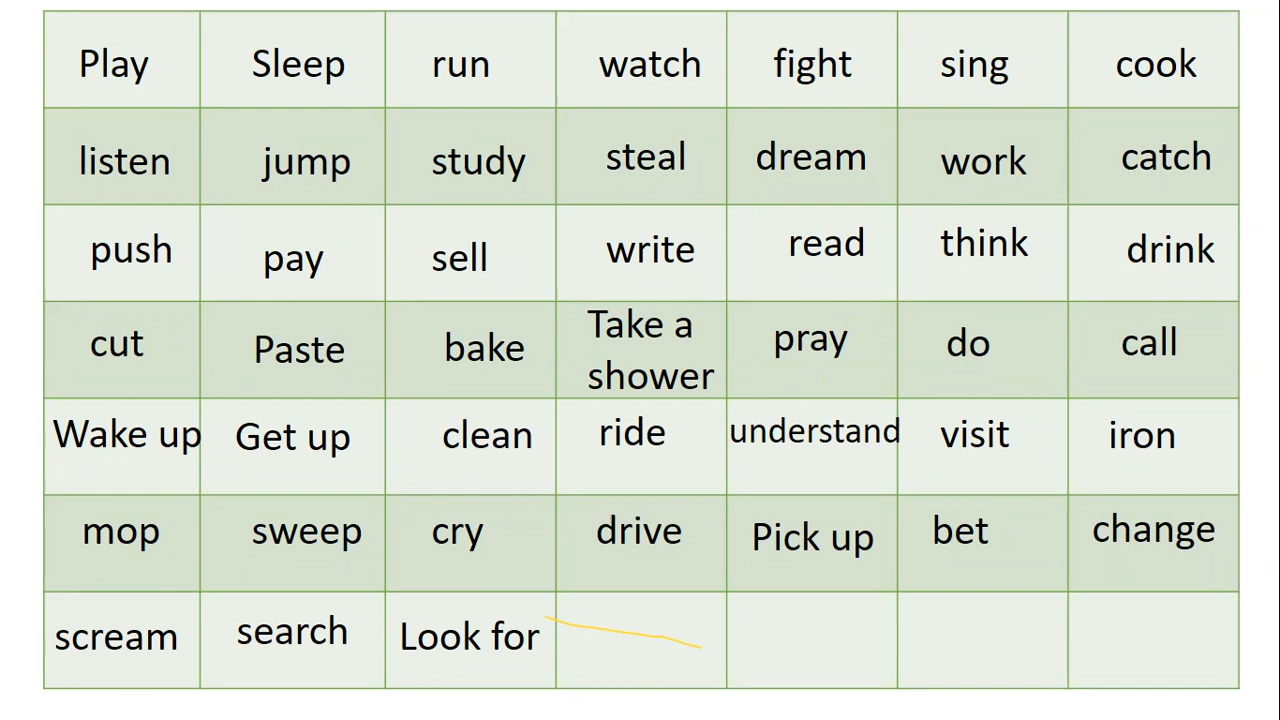 Play Sleep run watch fight sing cook
listen jump study steal dream work catch
push pay sell write read think drink
cut Paste bake Take a shower pray do call
Wake up Get up clean ride understand visit iron
mop sweep cry drive Pick up bet change
scream search Look for